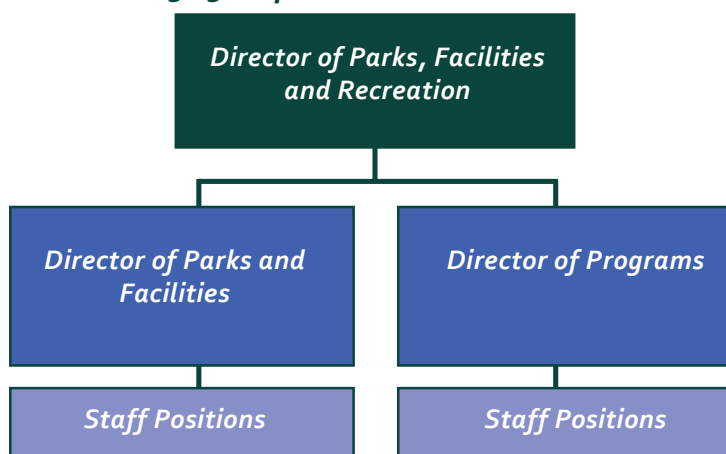 Director of Parks, Facilities
and Recreation
Director of Parks and
Facilities
Director of Programs
Staff Positions
Staff Positions